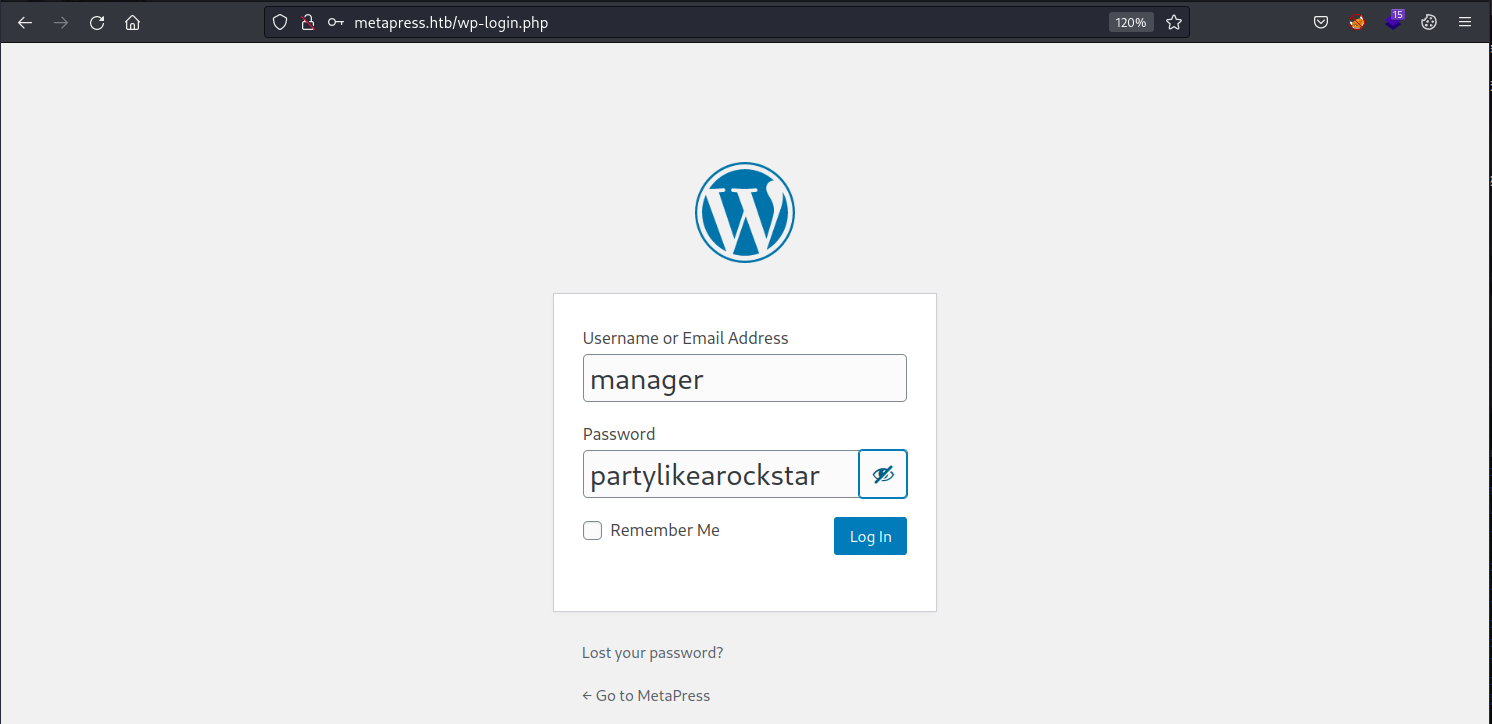 metapress.htb/wp-login.php 120% 15
W
Username or Email Address
manager
Password
partylikearockstar
Remember Me Log In
Lost your password?
← Go to MetaPress